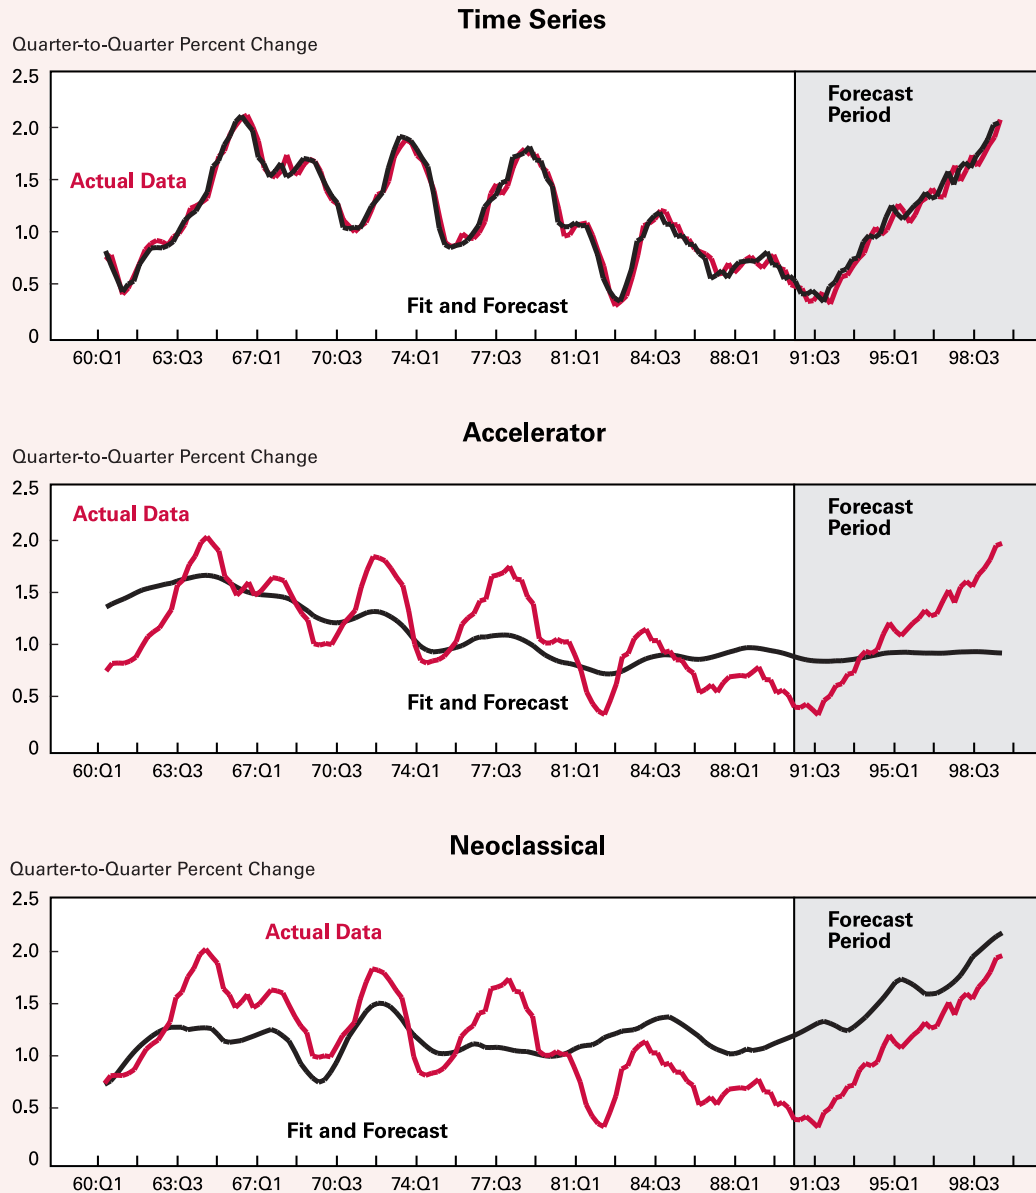 Time Series
Quarter-to-Quarter Percent Change
2.5
2.0
1.5
1.0
0.5
0
Actual Data
Fit and Forecast
Forecast
Period
60:Q1 63:Q3 67:Q1 70:Q3 74:Q1 77:Q3 81:Q1 84:Q3 88:Q1 91:Q3 95:Q1 98:Q3
Accelerator
Quarter-to-Quarter Percent Change
2.5
2.0
1.5
1.0
0.5
0
Actual Data
Fit and Forecast
Forecast
Period
60:Q1 63:Q3 67:Q1 70:Q3 74:Q1 77:Q3 81:Q1 84:Q3 88:Q1 91:Q3 95:Q1 98:Q3
Neoclassical
Quarter-to-Quarter Percent Change
2.5
2.0
1.5
1.0
0.5
0
Actual Data
Fit and Forecast
Forecast
Period
60:Q1 63:Q3 67:Q1 70:Q3 74:Q1 77:Q3 81:Q1 84:Q3 88:Q1 91:Q3 95:Q1 98:Q3